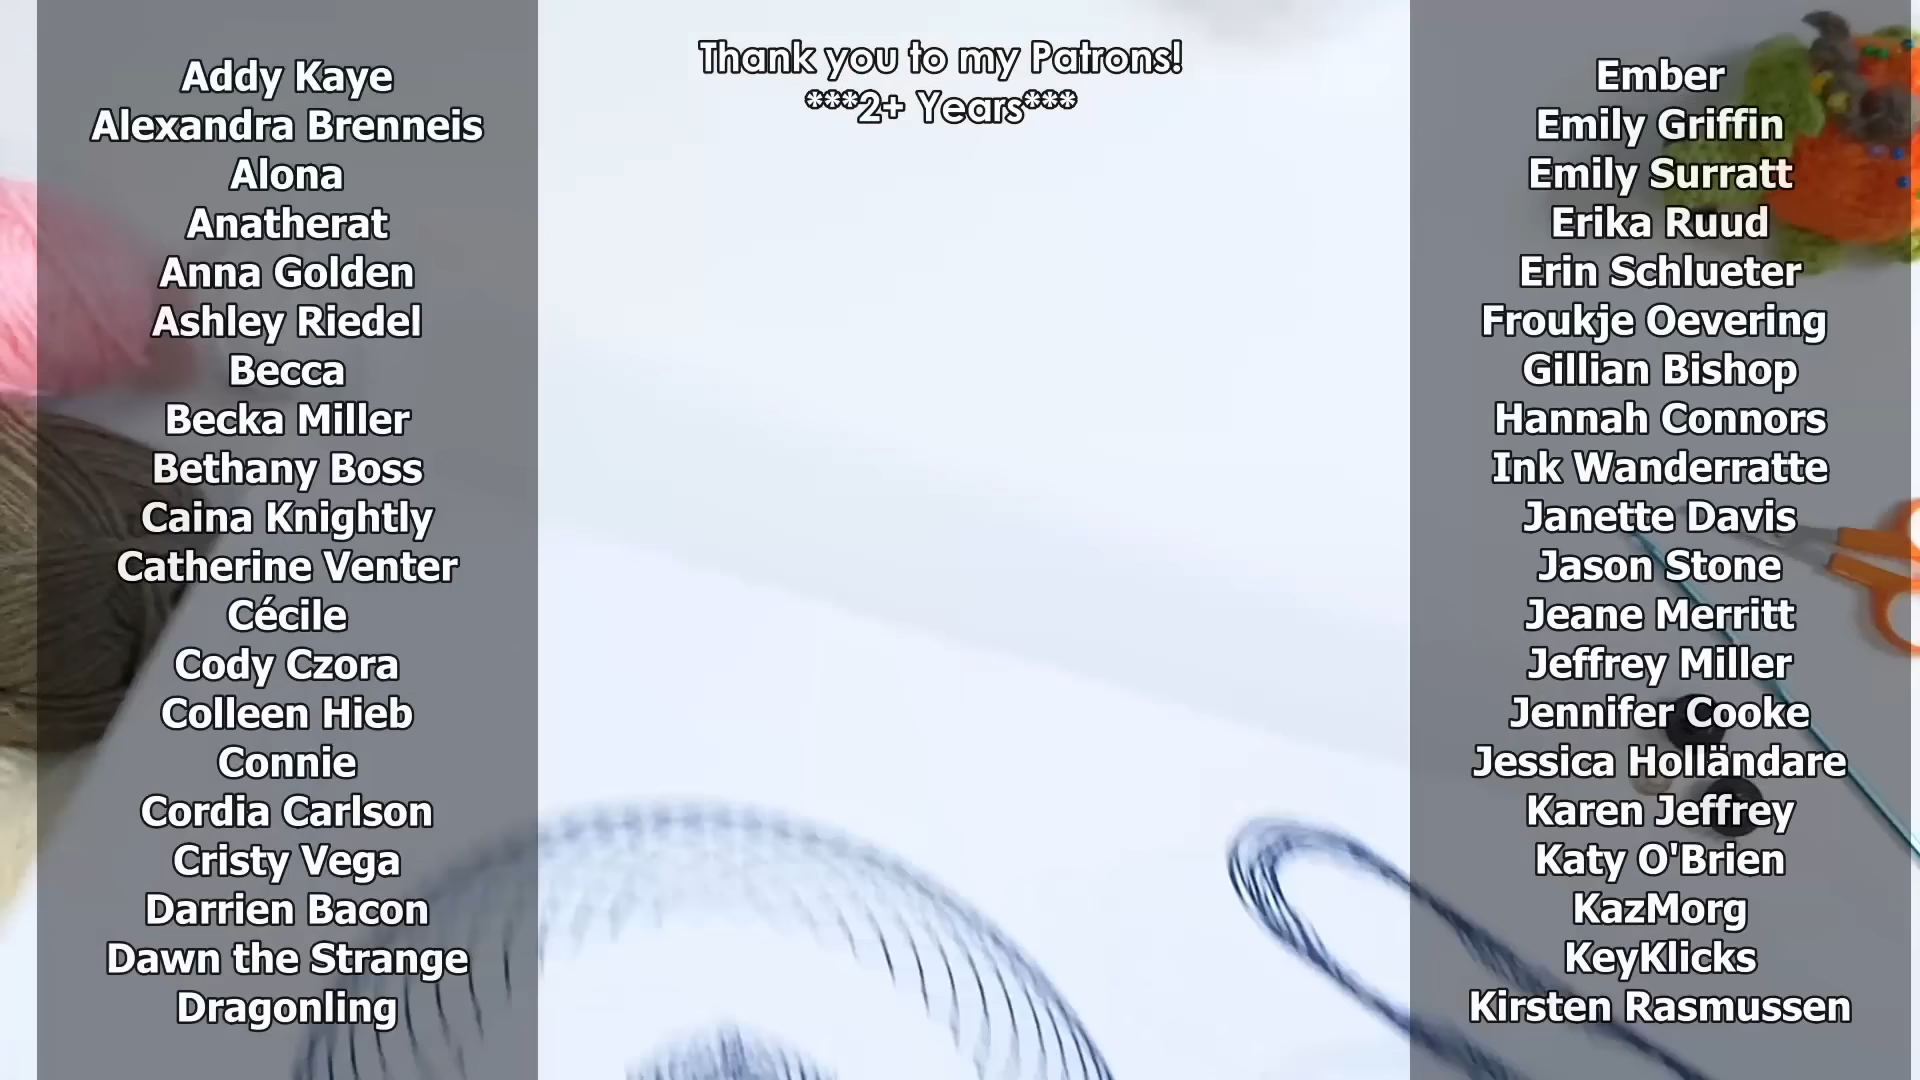 Thank you to my Patrons!
***2+ Years***
Addy Kaye
Alexandra Brenneis
Alona
Anatherat
Anna Golden
Ashley Riedel
Becca
Becka Miller
Bethany Boss
Caina Knightly
Catherine Venter
Cécile
Cody Czora
Colleen Hieb
Connie
Cordia Carlson
Cristy Vega
Darrien Bacon
Dawn the Strange
Dragonling
Ember
Emily Griffin
Emily Surratt
Erika Ruud
Erin Schlueter
Froukje Oevering
Gillian Bishop
Hannah Connors
Ink Wanderratte
Janette Davis
Jason Stone
Jeane Merritt
Jeffrey Miller
Jennifer Cooke
Jessica Holländare
Karen Jeffrey
Katy O'Brien
KazMorg
KeyKlicks
Kirsten Rasmussen